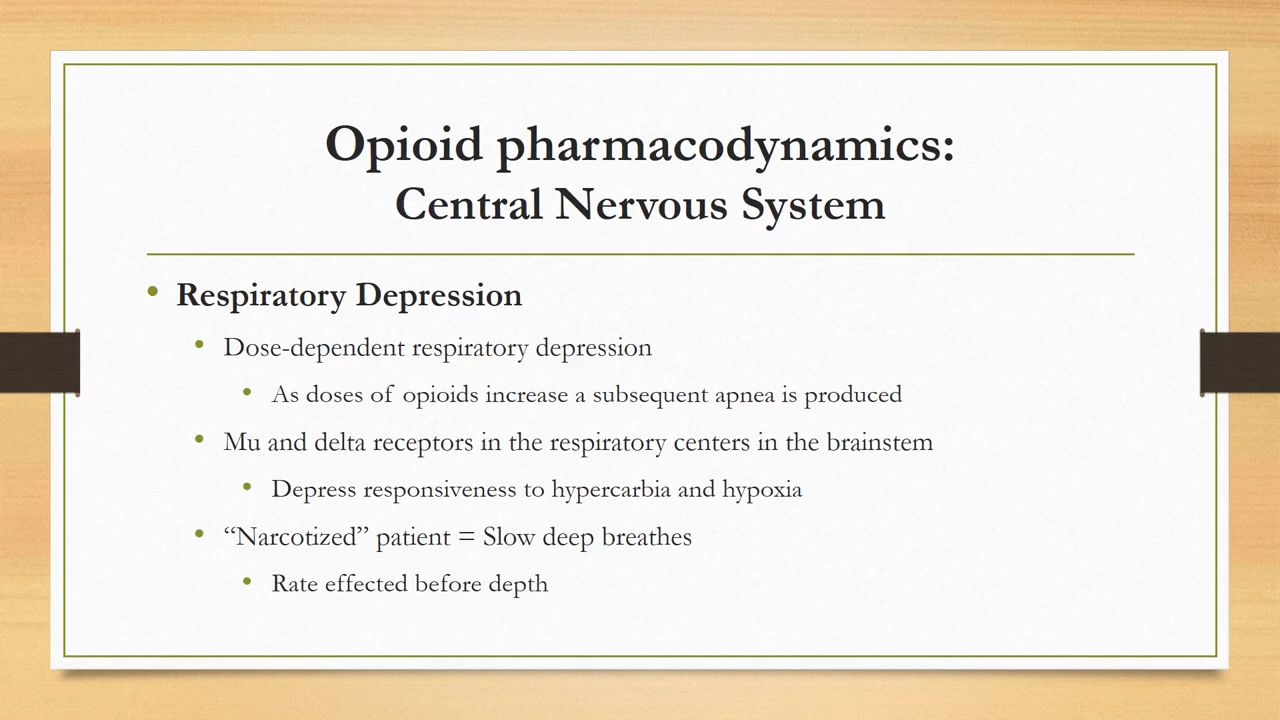 Opioid pharmacodynamics:
Central Nervous System
• Respiratory Depression
• Dose-dependent respiratory depression
• As doses of opioids increase a subsequent apnea is produced
• Mu and delta receptors in the respiratory centers in the brainstem
• Depress responsiveness to hypercarbia and hypoxia
• “Narcotized” patient = Slow deep breathes
• Rate effected before depth